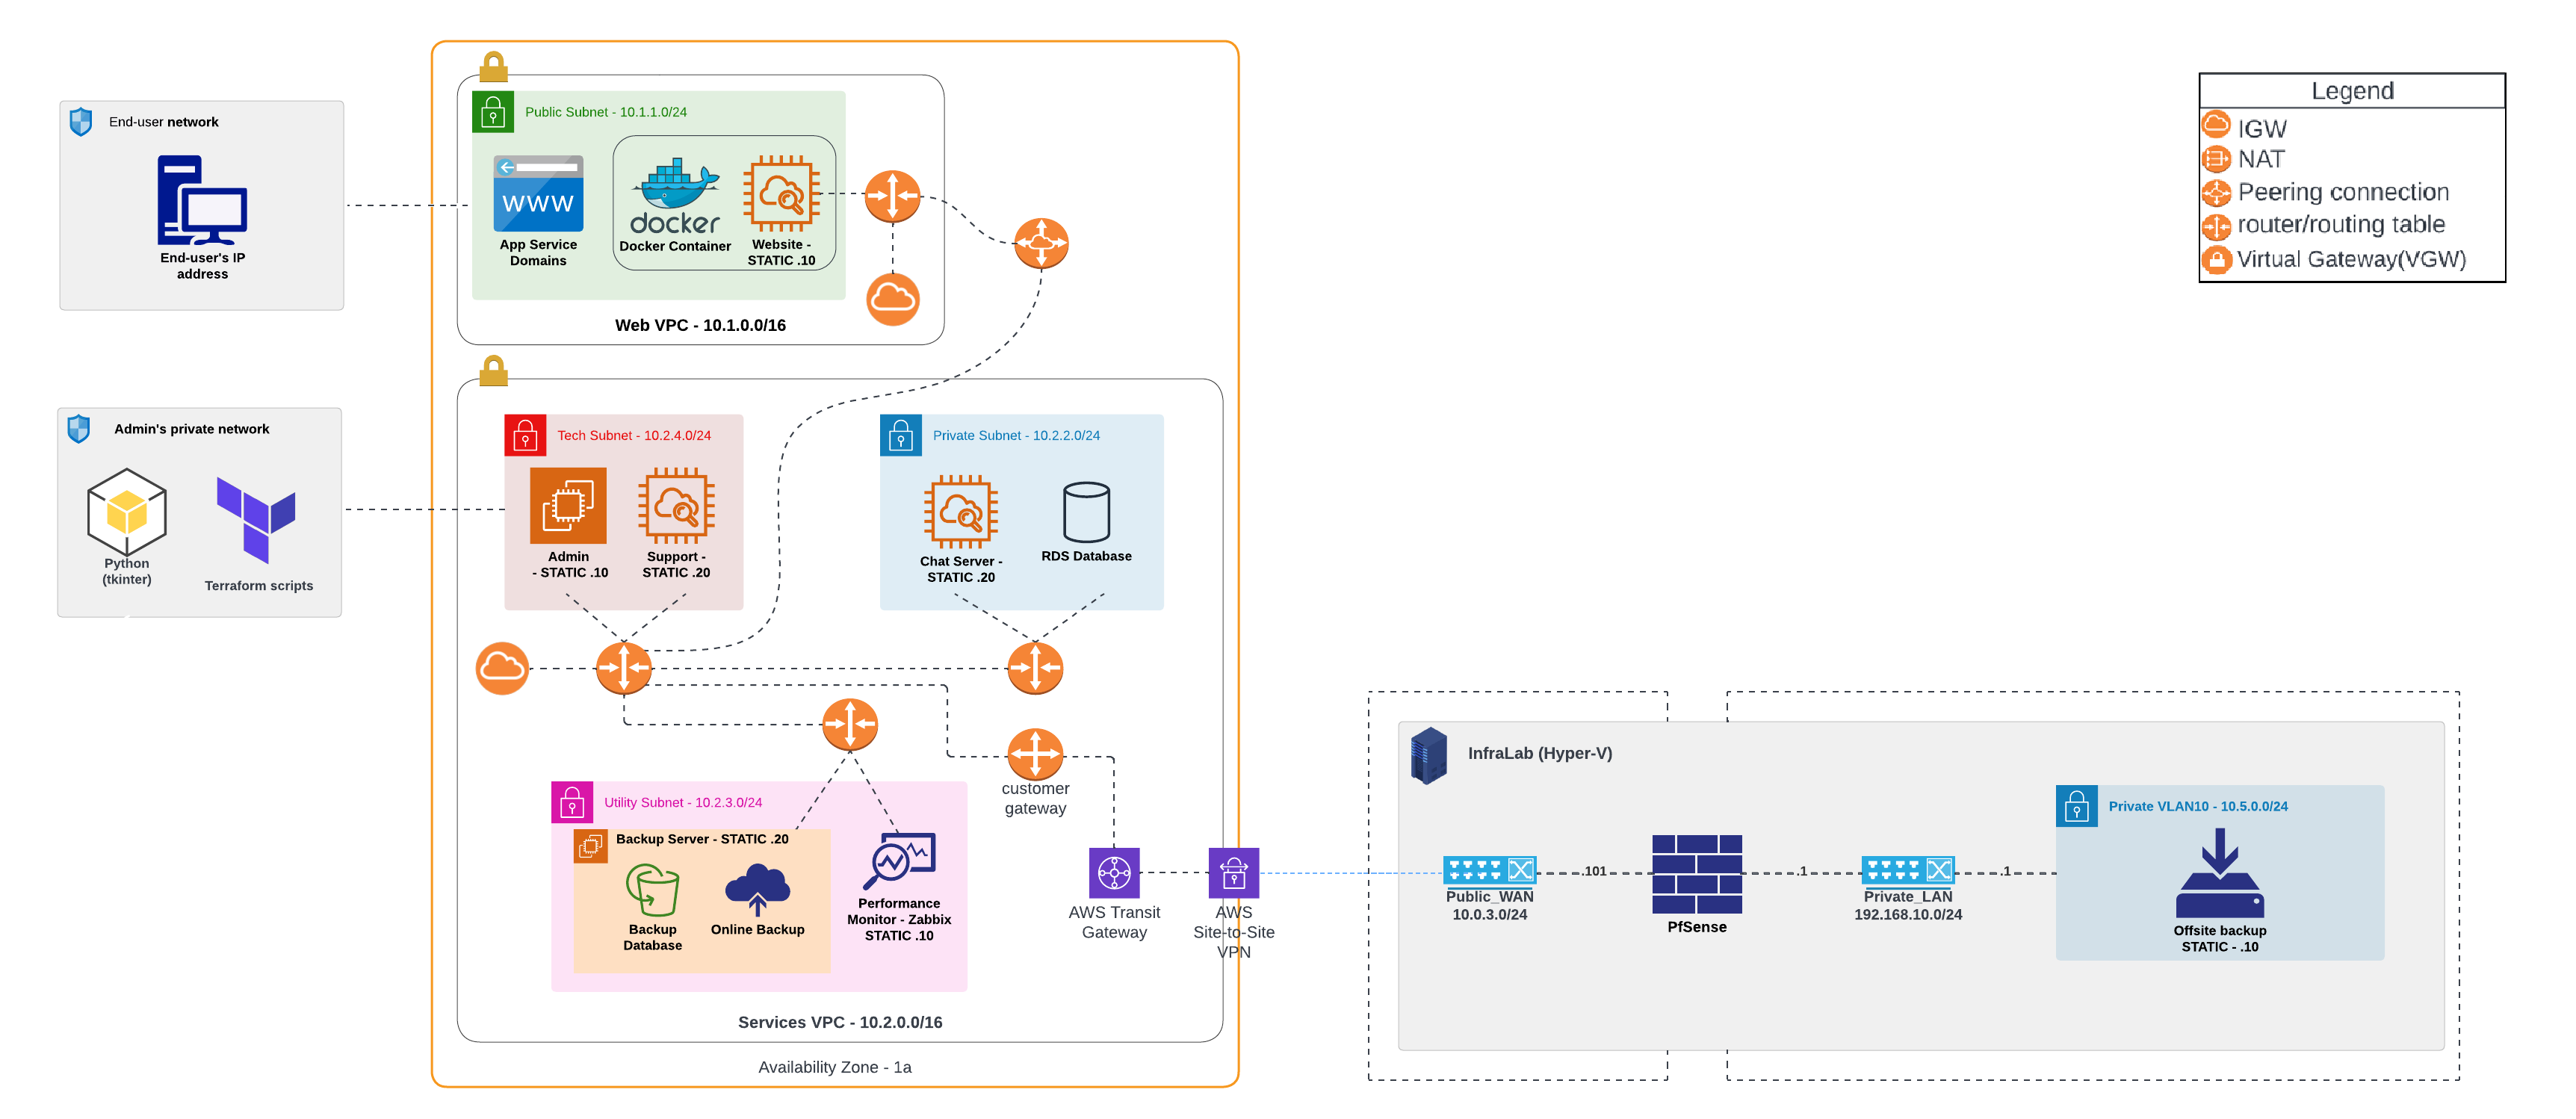 End-user network
End-user's IP
address
Admin's private network
Python
(tkinter)
Terraform scripts
Public Subnet - 10.1.1.0/24
WWW
App Service
Domains
docker
Docker Container
Website -
STATIC .10
Web VPC - 10.1.0.0/16
Tech Subnet - 10.2.4.0/24
Admin
- STATIC .10
Support -
STATIC .20
Private Subnet - 10.2.2.0/24
Chat Server -
STATIC .20
RDS Database
customer
gateway
Utility Subnet - 10.2.3.0/24
Backup Server - STATIC .20
Backup
Database
Online Backup
Performance
Monitor - Zabbix
STATIC .10
AWS Transit
Gateway
AWS
Site-to-Site
VPN
Services VPC - 10.2.0.0/16
Availability Zone - 1a
Legend
IGW
NAT
Peering connection
router/routing table
Virtual Gateway(VGW)
InfraLab (Hyper-V)
Public_WAN
10.0.3.0/24
.101
PfSense
.1
Private_LAN
192.168.10.0/24
.1
Private VLAN10 - 10.5.0.0/24
Offsite backup
STATIC - .10